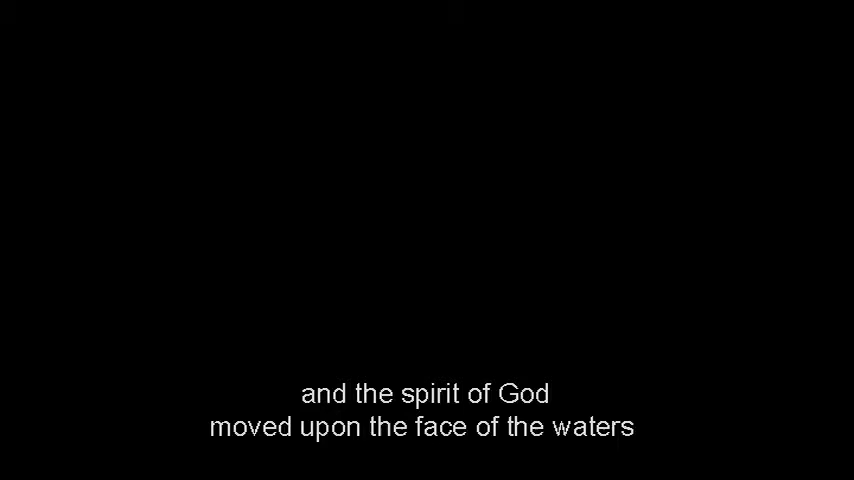 and the spirit of God
moved upon the face of the waters